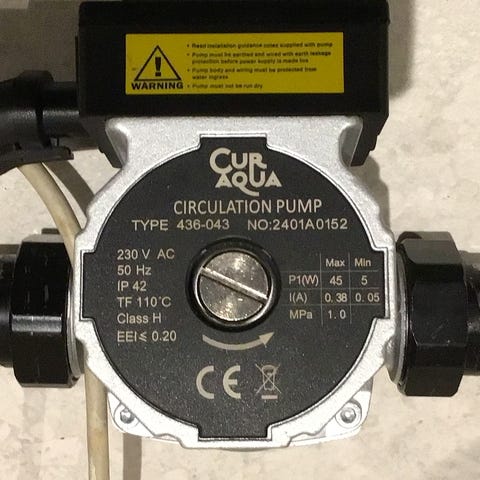 • Read installation guidance notes supplied with pump
• Pump must be earthed and wired with earth leakage
protection before power supply is made live
• Pump body and wiring must be protected from
water ingress
• Pump must not be run dry
WARNING
CUR
AQUA
CIRCULATION PUMP
TYPE 436-043 NO:2401A0152
230 V AC
50 Hz
IP 42
TF 110°C
Class H
EEI≤ 0.20
Max Min
P1(W) 45 5
I(A) 0.38 0.05
MPa 1.0
CE